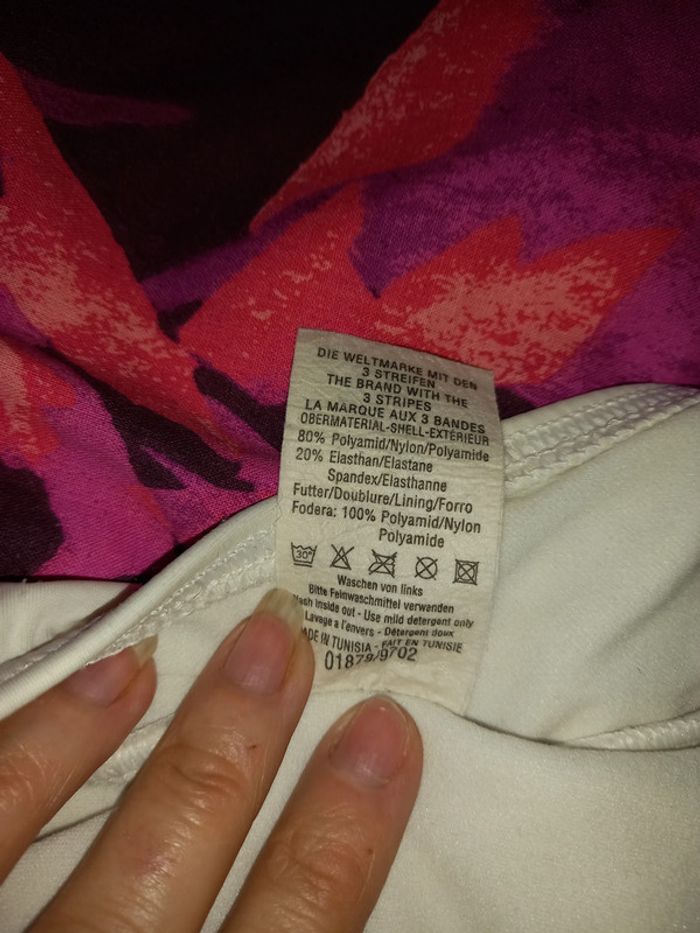 DIE WELTMARKE MIT DEN
3 STREIFEN
THE BRAND WITH THE
3 STRIPES
LA MARQUE AUX 3 BANDES
OBERMATERIAL-SHELL-EXTÉRIEUR
80% Polyamid/Nylon/Polyamide
20% Elasthan/Elastane
Spandex/Elasthanne
Futter/Doublure/Lining/Forro
Fodera: 100% Polyamid/Nylon
Polyamide
30°
Waschen von links
Bitte Feinwaschmittel verwenden
inside out - Use mild detergent only
Lavage a l'envers - Détergent doux
IN TUNISIA - FAIT EN TUNISIE
01879/9702